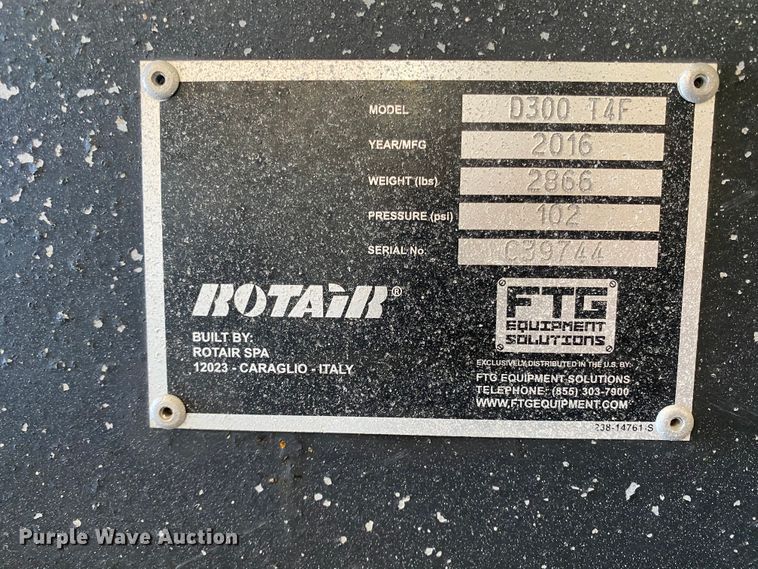 MODEL D300 T4F
YEAR/MFG 2016
WEIGHT (lbs) 2866
PRESSURE (psi) 102
SERIAL No C39744
ROTAIR®
BUILT BY:
ROTAIR SPA
12023 - CARAGLIO - ITALY
FTG
EQUIPMENT
SOLUTIONS
EXCLUSIVELY DISTRIBUTED IN THE U.S. BY:
FTG EQUIPMENT SOLUTIONS
TELEPHONE: (855) 303-7900
WWW.FTGEQUIPMENT.COM
238-14761-S
Purple Wave Auction